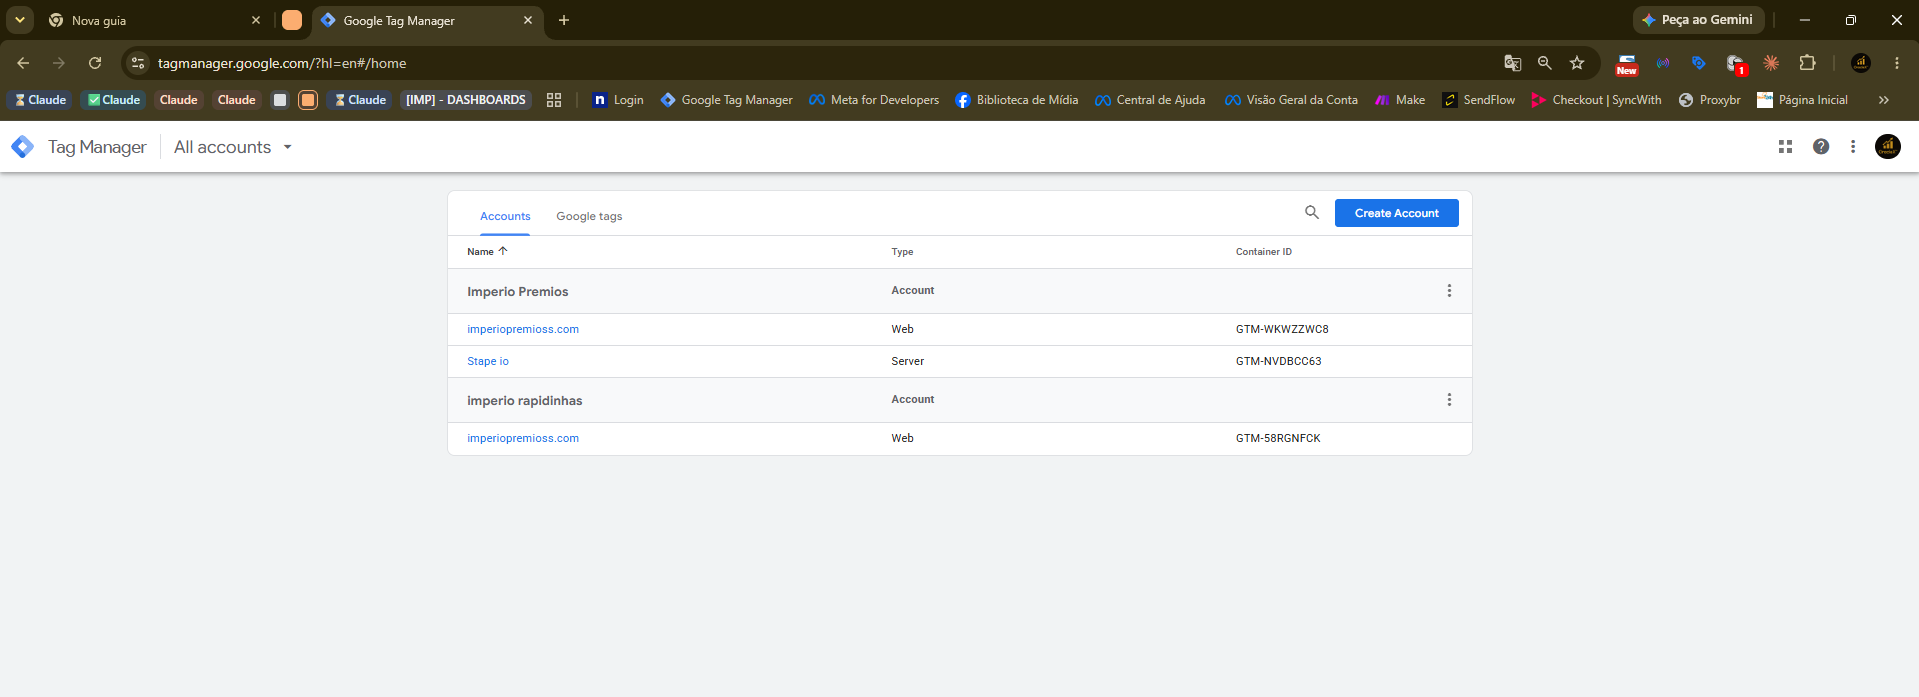 Nova guia
Google Tag Manager
Peça ao Gemini
tagmanager.google.com/?hl=en#/home
New
1
Claude
Claude
Claude
Claude
Claude
[IMP] - DASHBOARDS
Login
Google Tag Manager
Meta for Developers
Biblioteca de Mídia
Central de Ajuda
Visão Geral da Conta
Make
SendFlow
Checkout | SyncWith
Proxybr
Página Inicial
Tag Manager
All accounts
Accounts
Google tags
Create Account
Name Type Container ID
Imperio Premios Account
imperiopremioss.com Web GTM-WKWZZWC8
Stape io Server GTM-NVDBCC63
imperio rapidinhas Account
imperiopremioss.com Web GTM-58RGNFCK